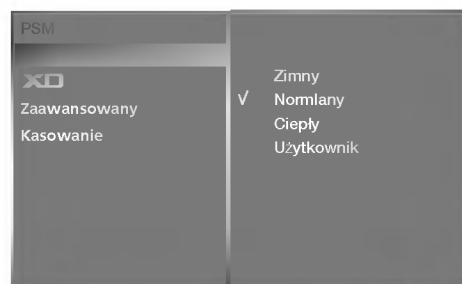 PSM
XD
Zaawansowany
Kasowanie
Zimny
√ Normlany
Ciepły
Użytkownik